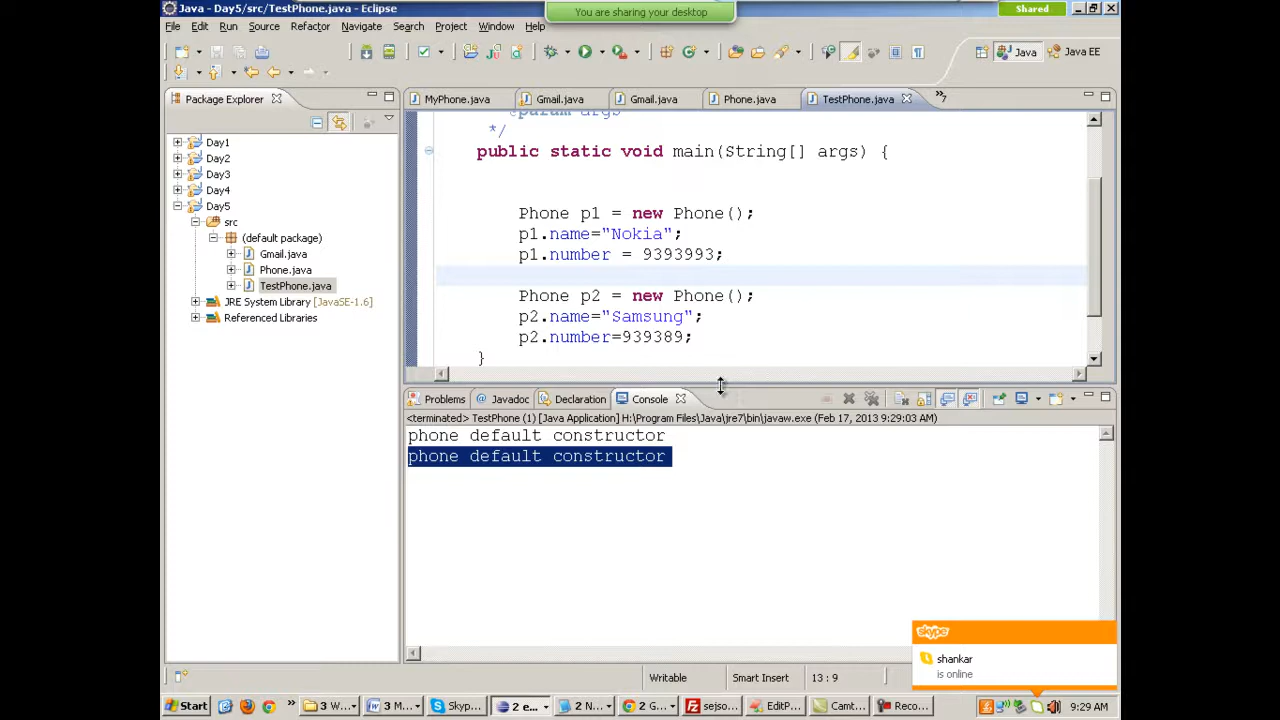 Java - Day5/src/TestPhone.java - Eclipse
You are sharing your desktop
Shared
File Edit Run Source Refactor Navigate Search Project Window Help
Java
Java EE
Package Explorer
Day1
Day2
Day3
Day4
Day5
src
(default package)
Gmail.java
Phone.java
TestPhone.java
JRE System Library [JavaSE-1.6]
Referenced Libraries
MyPhone.java Gmail.java Gmail.java Phone.java TestPhone.java »7
@param args
*/
public static void main(String[] args) {
Phone p1 = new Phone();
p1.name="Nokia";
p1.number = 9393993;
Phone p2 = new Phone();
p2.name="Samsung";
p2.number=939389;
}
Problems Javadoc Declaration Console
<terminated> TestPhone (1) [Java Application] H:\Program Files\Java\jre7\bin\javaw.exe (Feb 17, 2013 9:29:03 AM)
phone default constructor
phone default constructor
skype
shankar
is online
Writable Smart Insert 13 : 9
Start » 3 W... 3 M... Skyp... 2 e... 2 N... 2 G... sejso... EditP... Camt... Reco... 9:29 AM